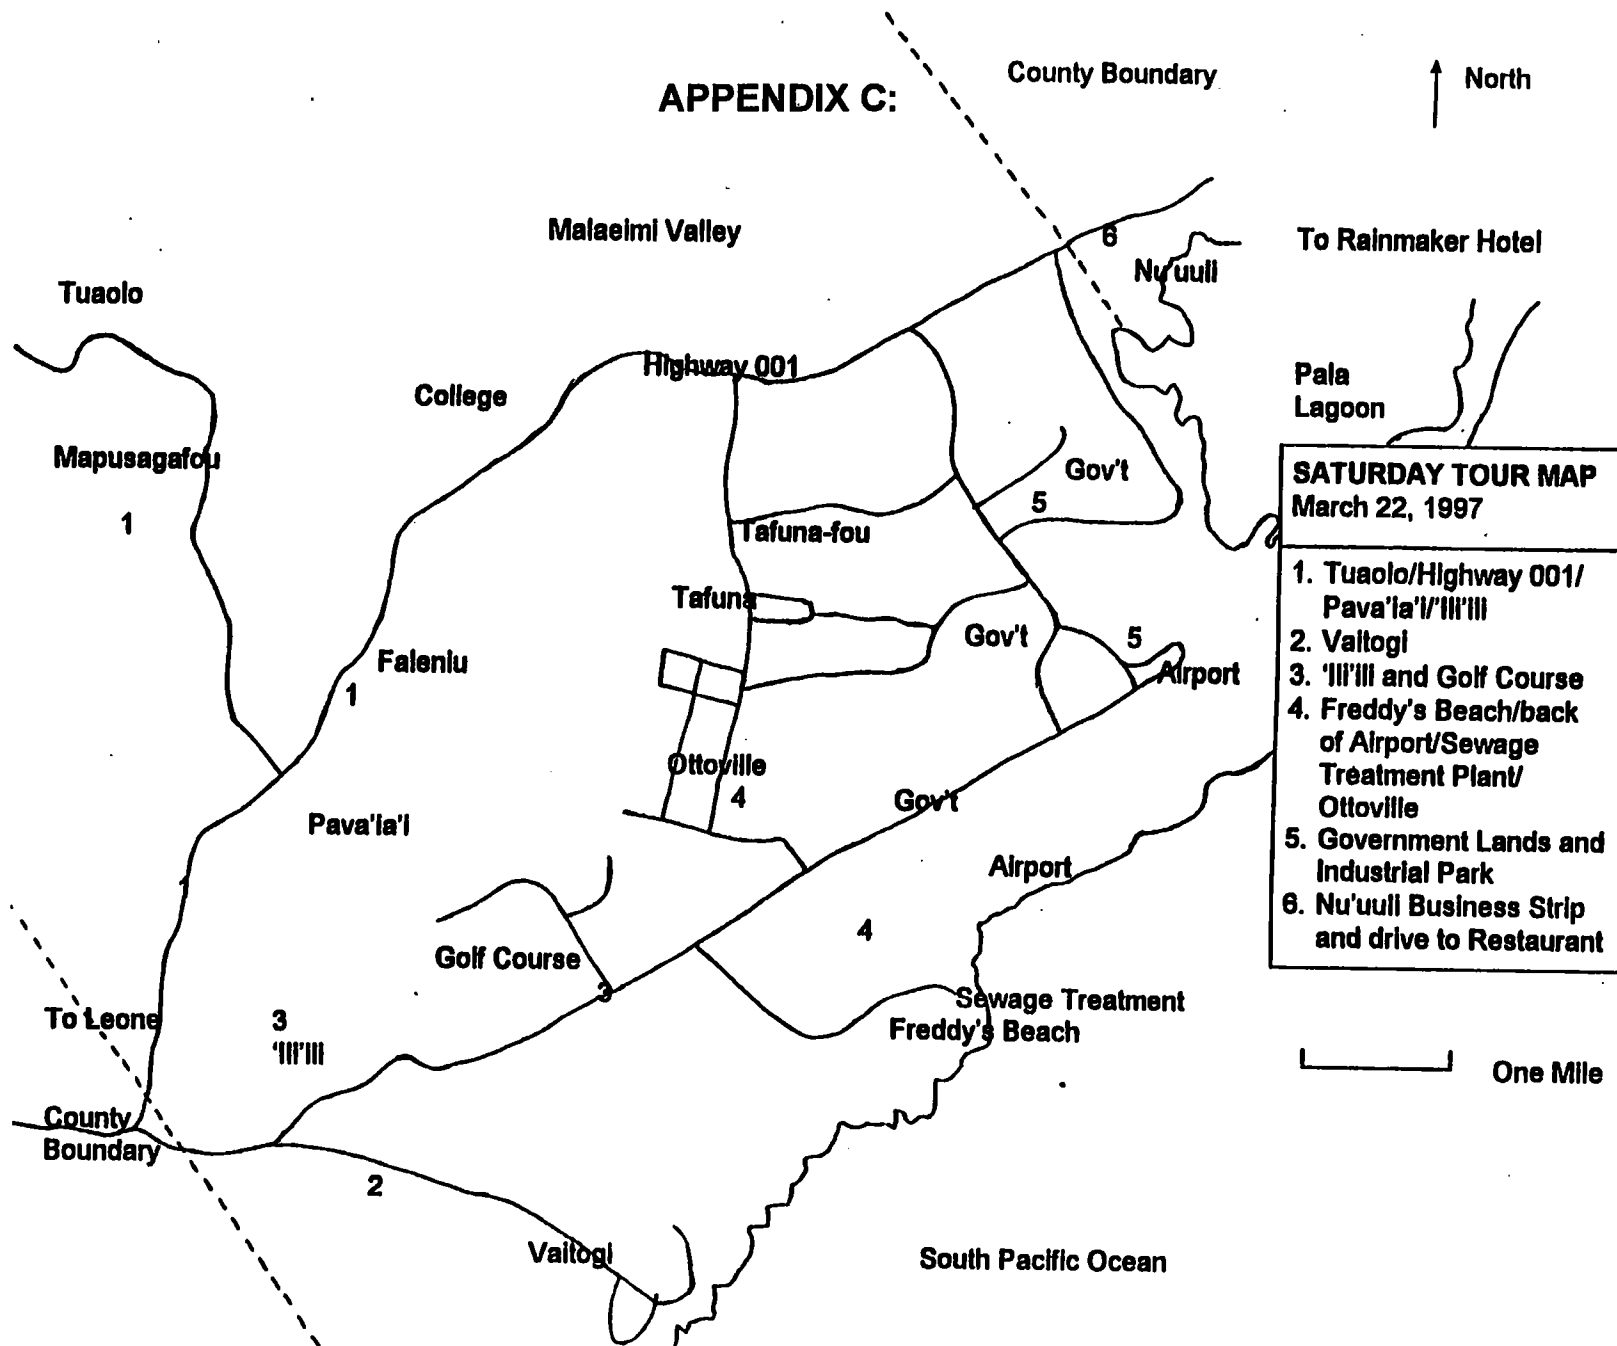 APPENDIX C:
County Boundary
North
Malaeimi Valley
6
To Rainmaker Hotel
Nu'uuli
Tuaolo
Highway 001
College
Pala
Lagoon
Mapusagafou
1
Gov't
5
Tafuna-fou
Tafuna
Gov't
5
Airport
Faleniu
1
Ottoville
4
Gov't
Pava'ia'i
1
Airport
4
Golf Course
3
Sewage Treatment
Freddy's Beach
To Leone
3
'Ili'ili
County
Boundary
2
Vaitogi
South Pacific Ocean
SATURDAY TOUR MAP
March 22, 1997
1. Tuaolo/Highway 001/
Pava'ia'i/'Ili'ili
2. Vaitogi
3. 'Ili'ili and Golf Course
4. Freddy's Beach/back
of Airport/Sewage
Treatment Plant/
Ottoville
5. Government Lands and
Industrial Park
6. Nu'uuli Business Strip
and drive to Restaurant
One Mile